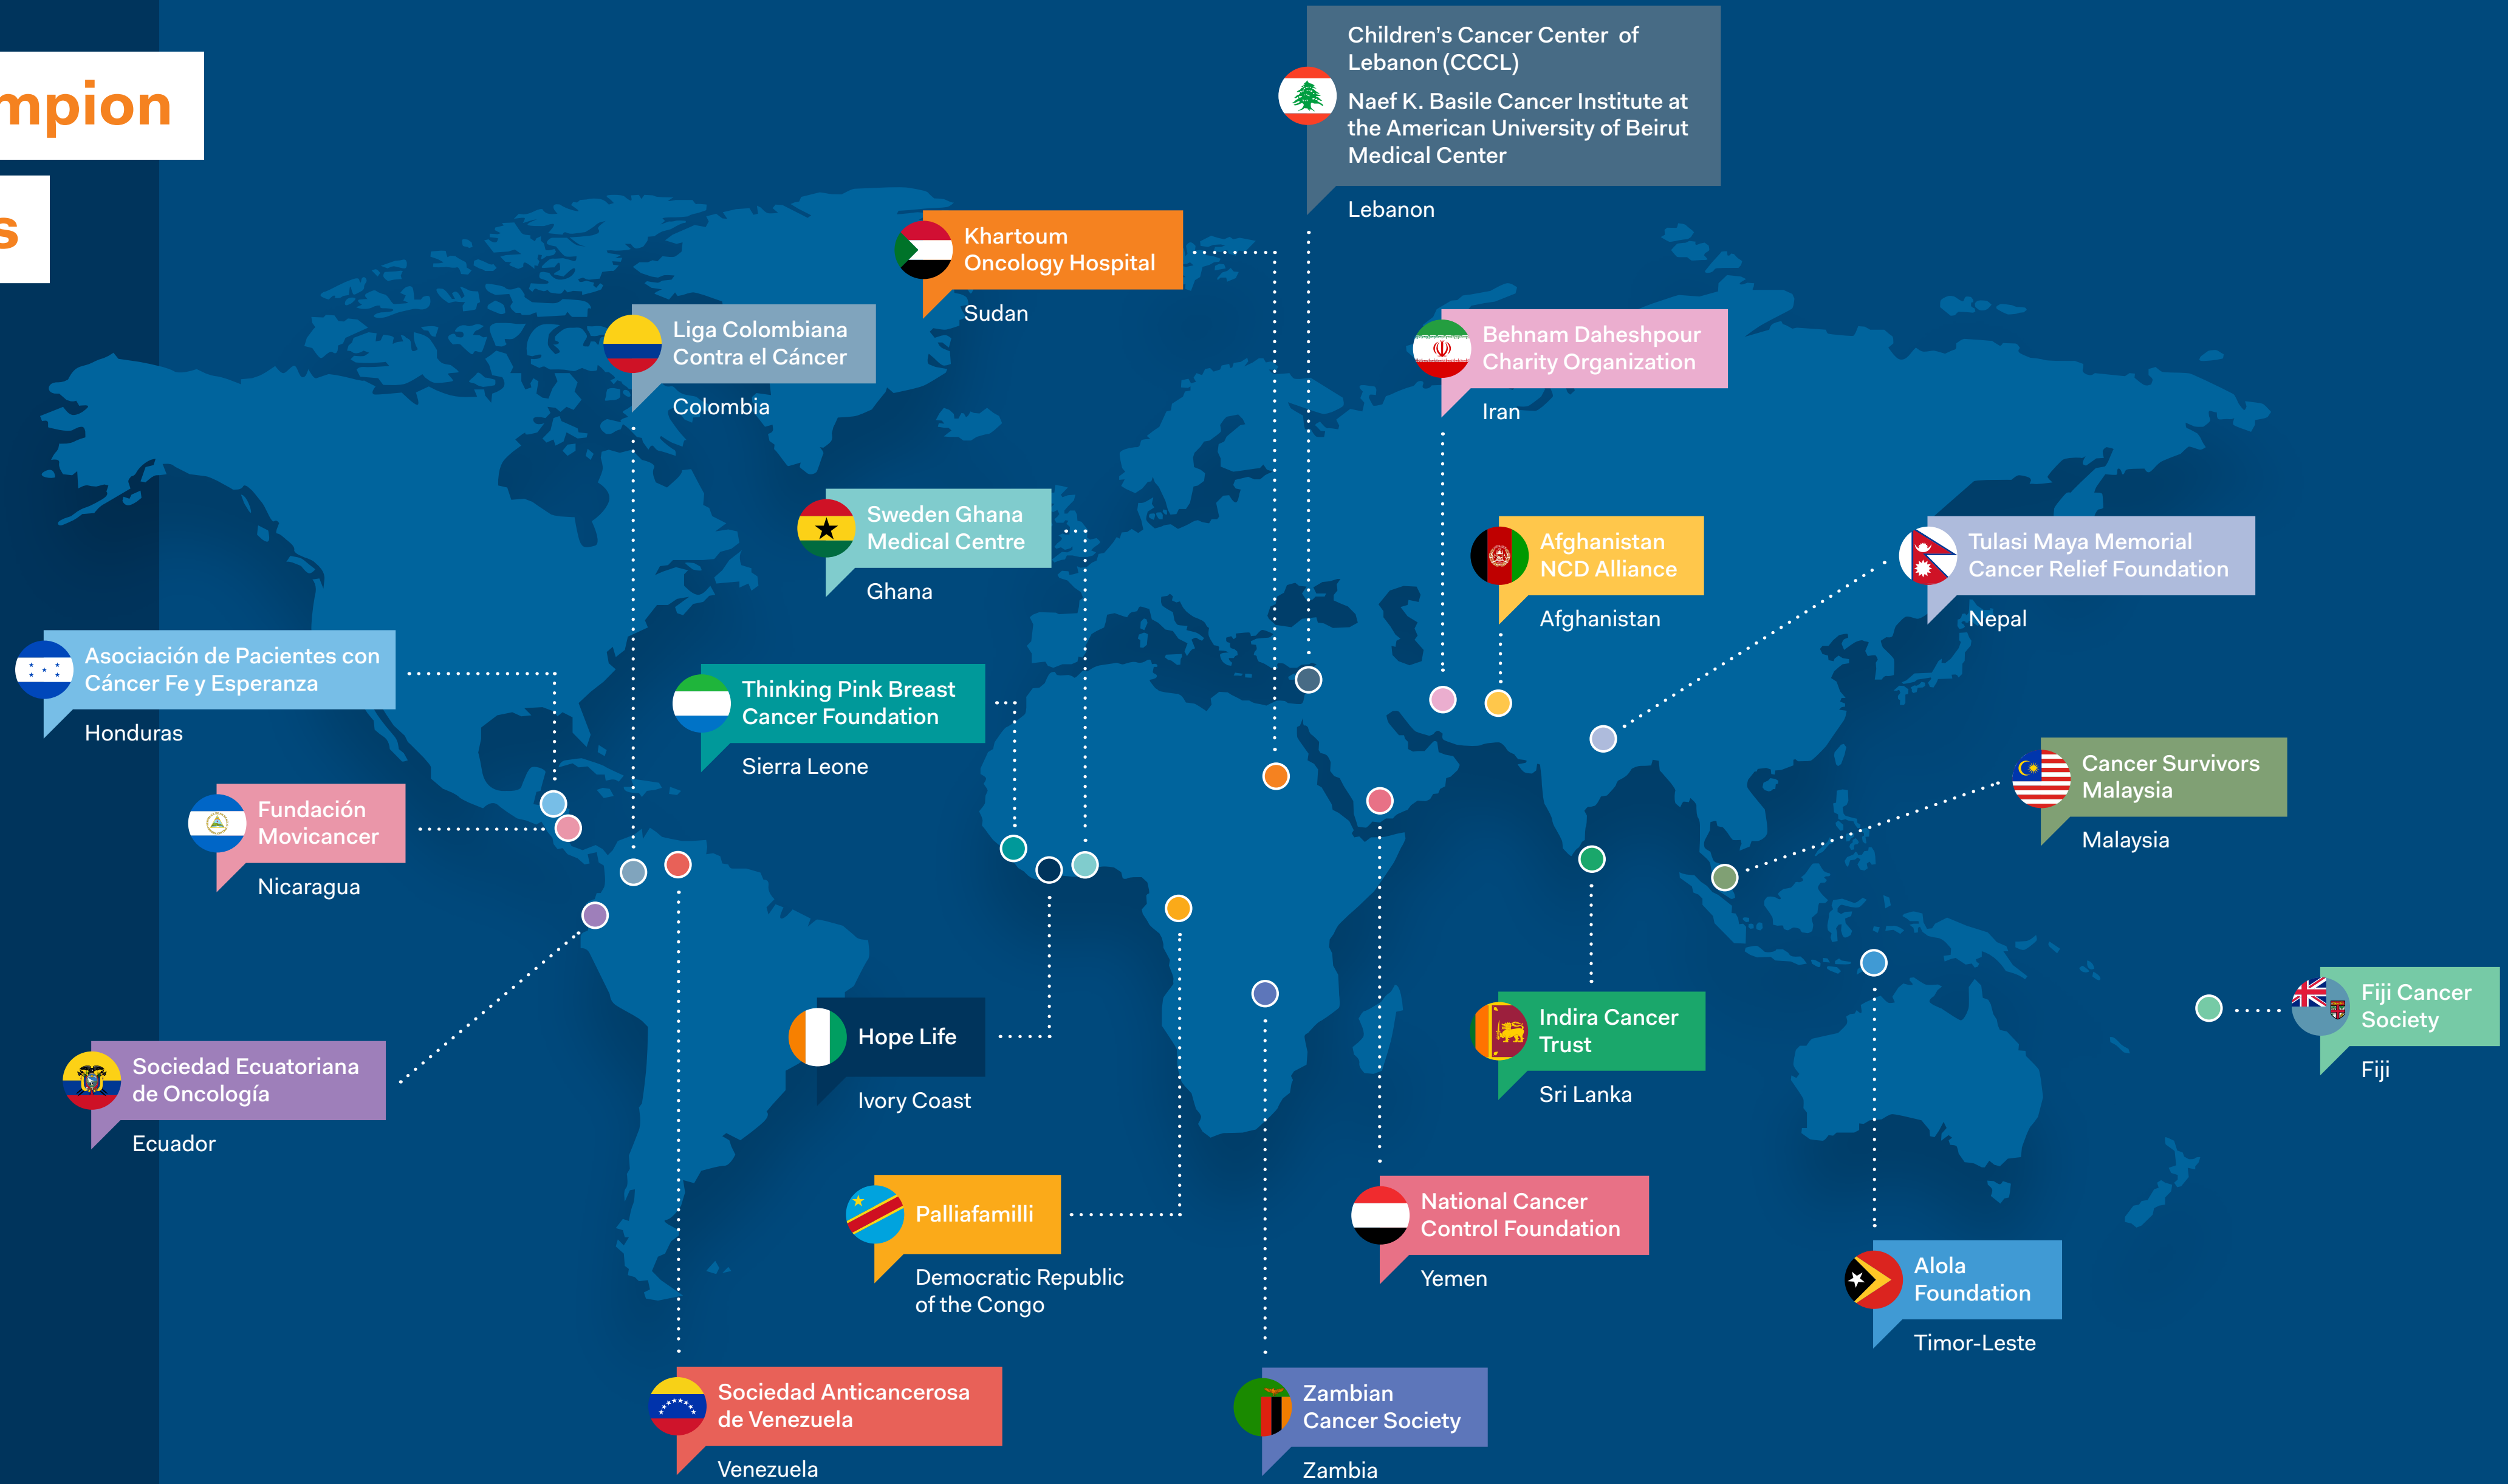 mpion
s
Children’s Cancer Center of
Lebanon (CCCL)
Naef K. Basile Cancer Institute at
the American University of Beirut
Medical Center
Lebanon
Khartoum
Oncology Hospital
Sudan
Liga Colombiana
Contra el Cáncer
Colombia
Behnam Daheshpour
Charity Organization
Iran
Sweden Ghana
Medical Centre
Ghana
Afghanistan
NCD Alliance
Afghanistan
Tulasi Maya Memorial
Cancer Relief Foundation
Nepal
Asociación de Pacientes con
Cáncer Fe y Esperanza
Honduras
Thinking Pink Breast
Cancer Foundation
Sierra Leone
Cancer Survivors
Malaysia
Malaysia
Fundación
Movicancer
Nicaragua
Fiji Cancer
Society
Fiji
Hope Life
Ivory Coast
Indira Cancer
Trust
Sri Lanka
Sociedad Ecuatoriana
de Oncología
Ecuador
Palliafamilli
Democratic Republic
of the Congo
National Cancer
Control Foundation
Yemen
Alola
Foundation
Timor-Leste
Sociedad Anticancerosa
de Venezuela
Venezuela
Zambian
Cancer Society
Zambia